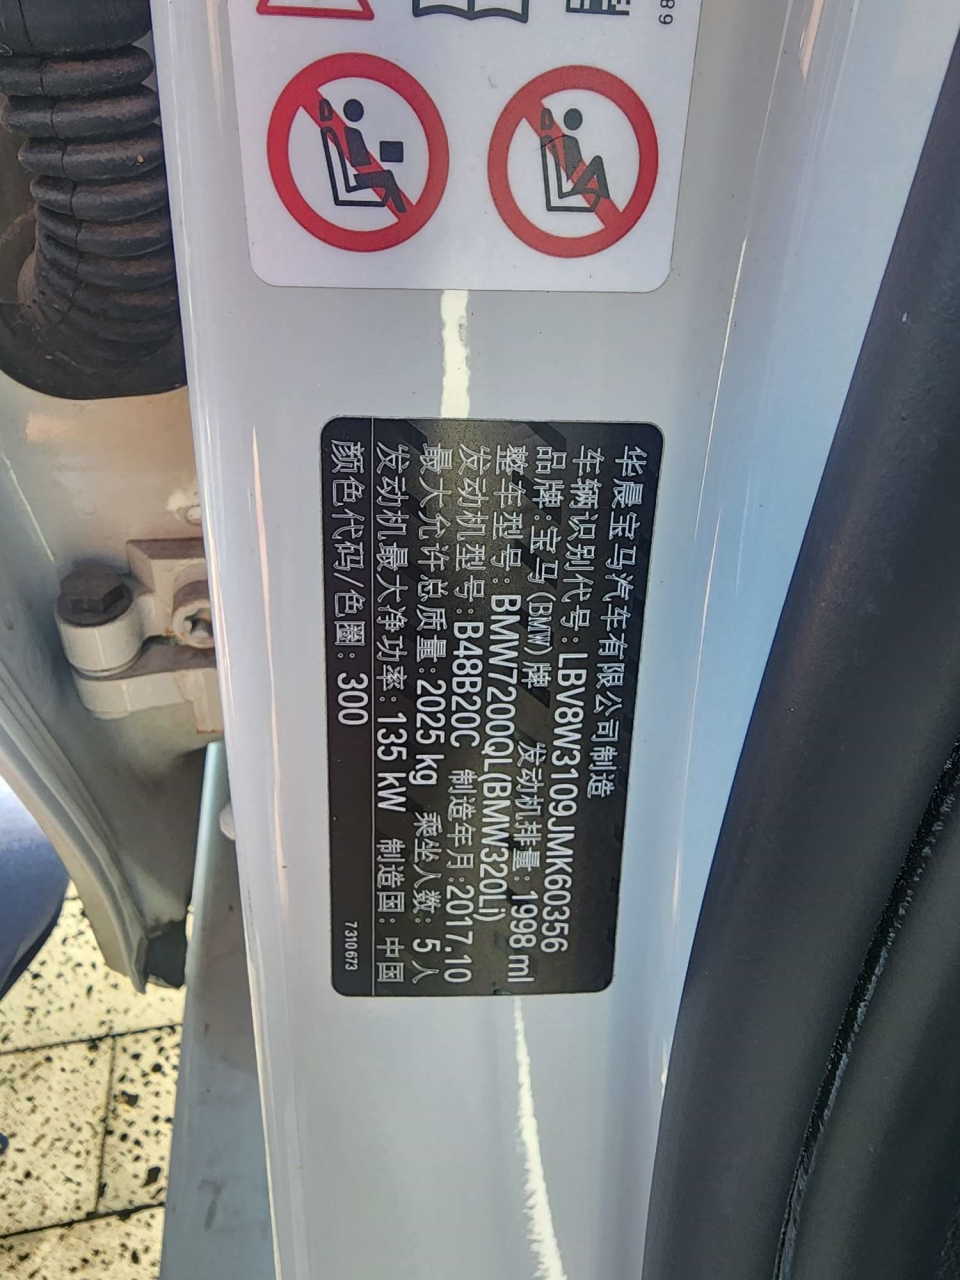 华晨宝马汽车有限公司制造
车辆识别代号: LBV8W3109JMK60356
品牌:宝马(BMW)牌 发动机排量: 1998 ml
整车型号: BMW7200QL(BMW320Li)
发动机型号: B48B20C 制造年月:2017.10
最大允许总质量:2025 kg 乘坐人数: 5 人
发动机最大净功率: 135 kW 制造国: 中国
颜色代码/色圈: 300
7310673